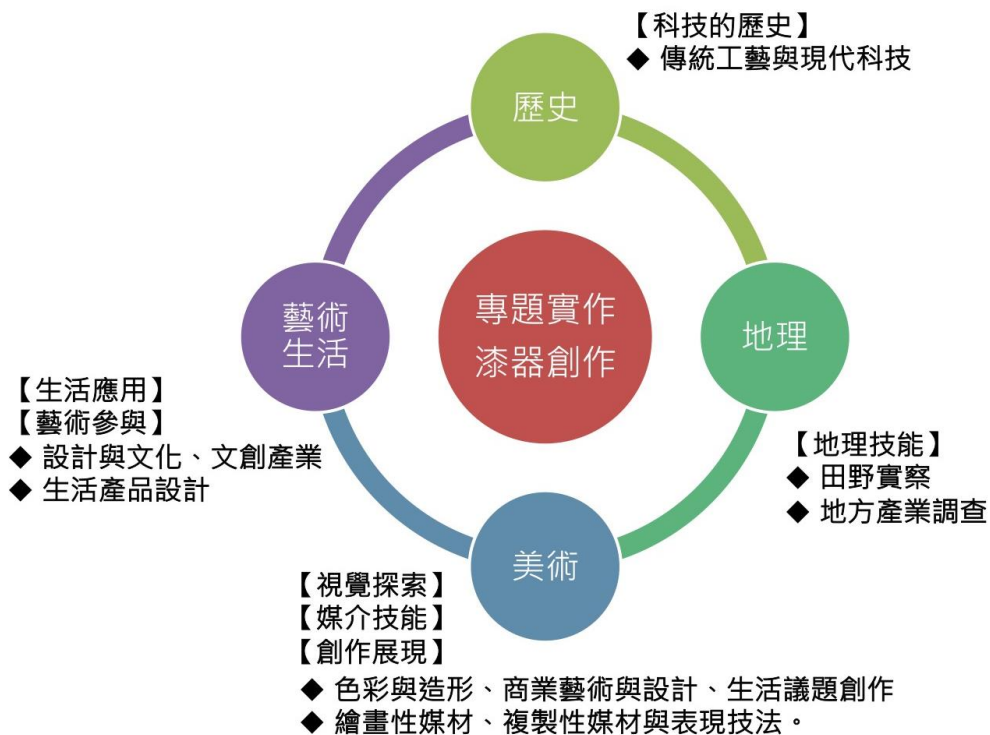 【科技的歷史】
◆ 傳統工藝與現代科技
歷史
藝術
生活
專題實作
漆器創作
地理
【生活應用】
【藝術參與】
◆ 設計與文化、文創產業
◆ 生活產品設計
【地理技能】
◆ 田野實察
◆ 地方產業調查
美術
【視覺探索】
【媒介技能】
【創作展現】
◆ 色彩與造形、商業藝術與設計、生活議題創作
◆ 繪畫性媒材、複製性媒材與表現技法。